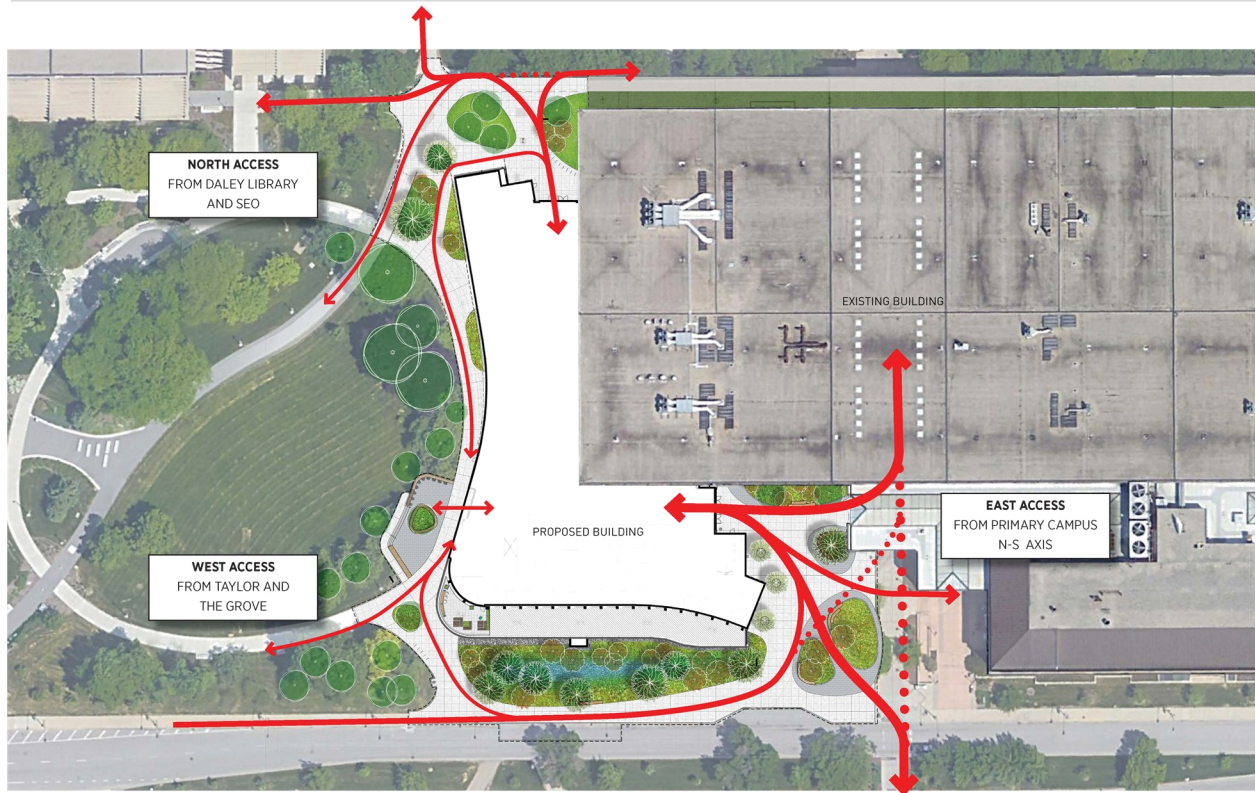 NORTH ACCESS
FROM DALEY LIBRARY
AND SEO
EXISTING BUILDING
EAST ACCESS
FROM PRIMARY CAMPUS
N-S AXIS
PROPOSED BUILDING
WEST ACCESS
FROM TAYLOR AND
THE GROVE